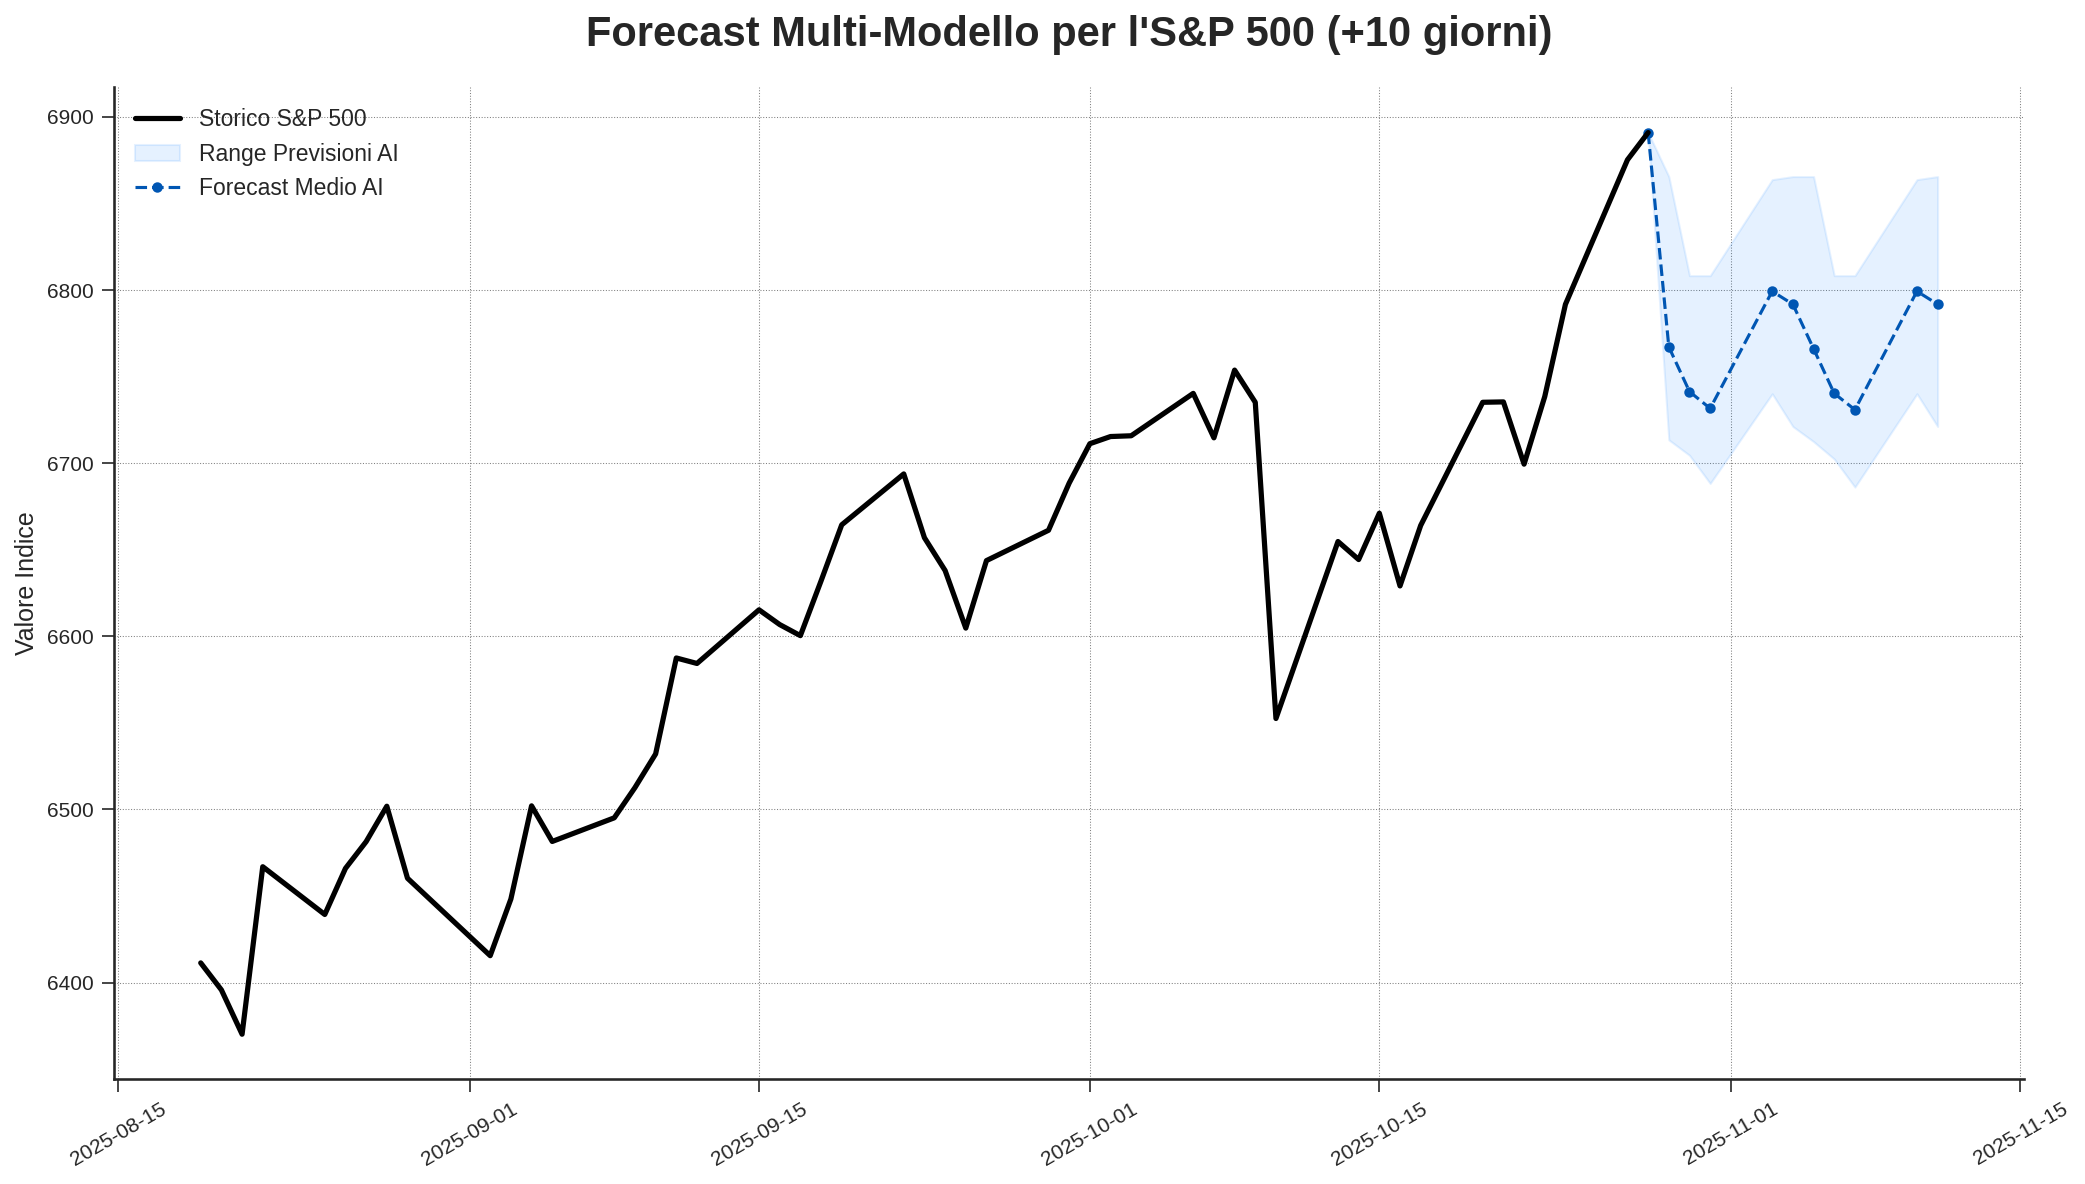 Forecast Multi-Modello per l'S&P 500 (+10 giorni)
Storico S&P 500
Range Previsioni AI
Forecast Medio AI
Valore Indice
6900
6800
6700
6600
6500
6400
2025-08-15
2025-09-01
2025-09-15
2025-10-01
2025-10-15
2025-11-01
2025-11-15